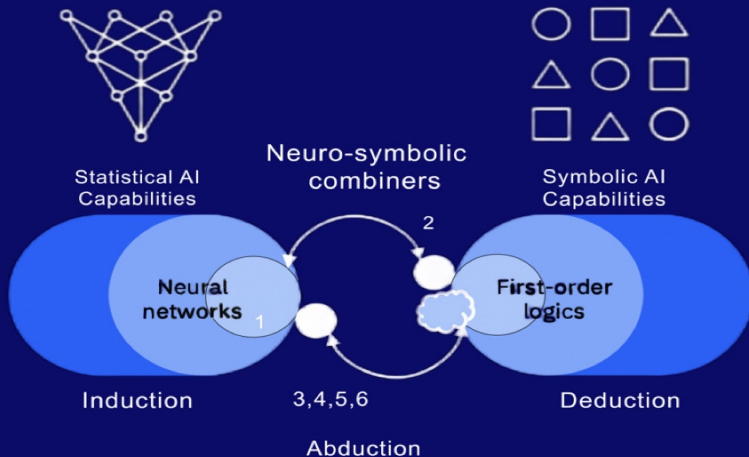 Neuro-symbolic
combiners
Statistical AI
Capabilities
Symbolic AI
Capabilities
2
Neural
networks
1
First-order
logics
Induction
3,4,5,6
Deduction
Abduction